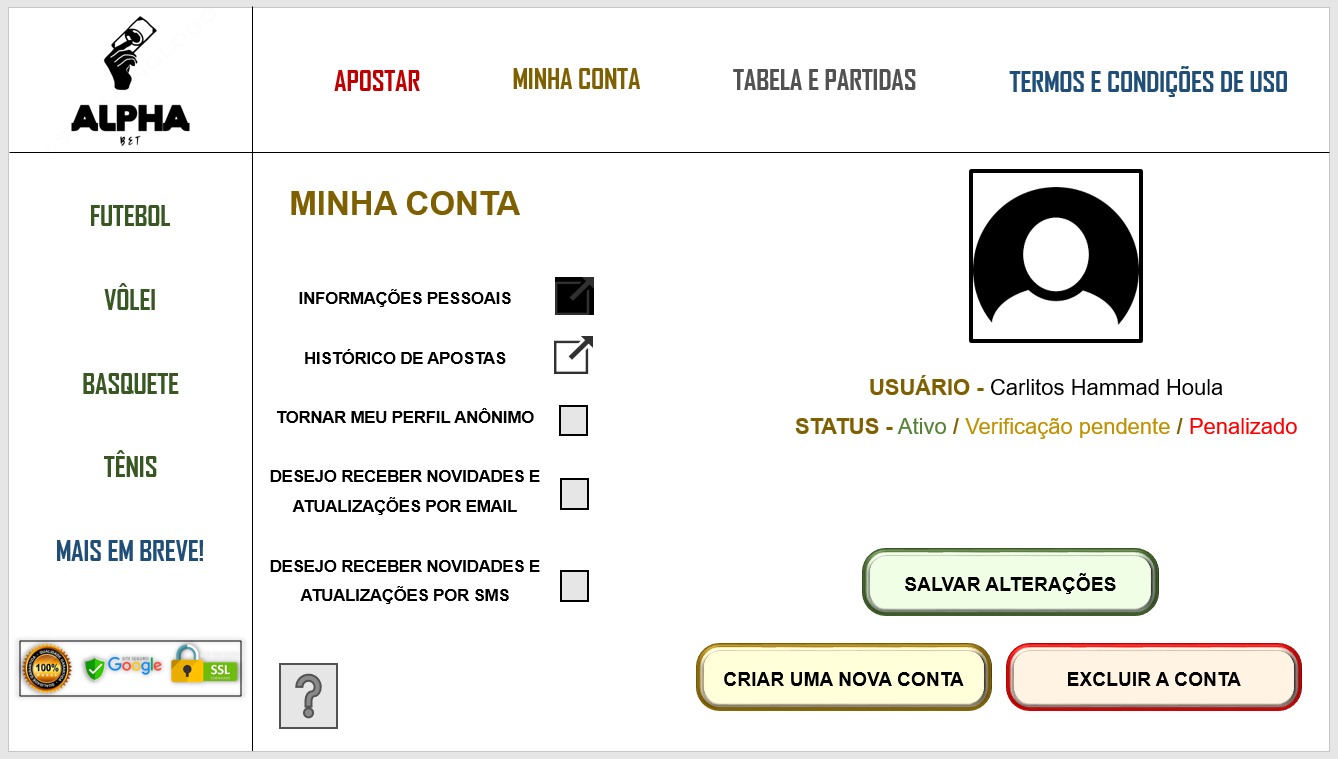 ALPHA
BET
APOSTAR
MINHA CONTA
TABELA E PARTIDAS
TERMOS E CONDIÇÕES DE USO
FUTEBOL
VÔLEI
BASQUETE
TÊNIS
MAIS EM BREVE!
100%
Google
SSL
MINHA CONTA
INFORMAÇÕES PESSOAIS
HISTÓRICO DE APOSTAS
TORNAR MEU PERFIL ANÔNIMO
DESEJO RECEBER NOVIDADES E
ATUALIZAÇÕES POR EMAIL
DESEJO RECEBER NOVIDADES E
ATUALIZAÇÕES POR SMS
?
USUÁRIO - Carlitos Hammad Houla
STATUS - Ativo / Verificação pendente / Penalizado
SALVAR ALTERAÇÕES
CRIAR UMA NOVA CONTA
EXCLUIR A CONTA